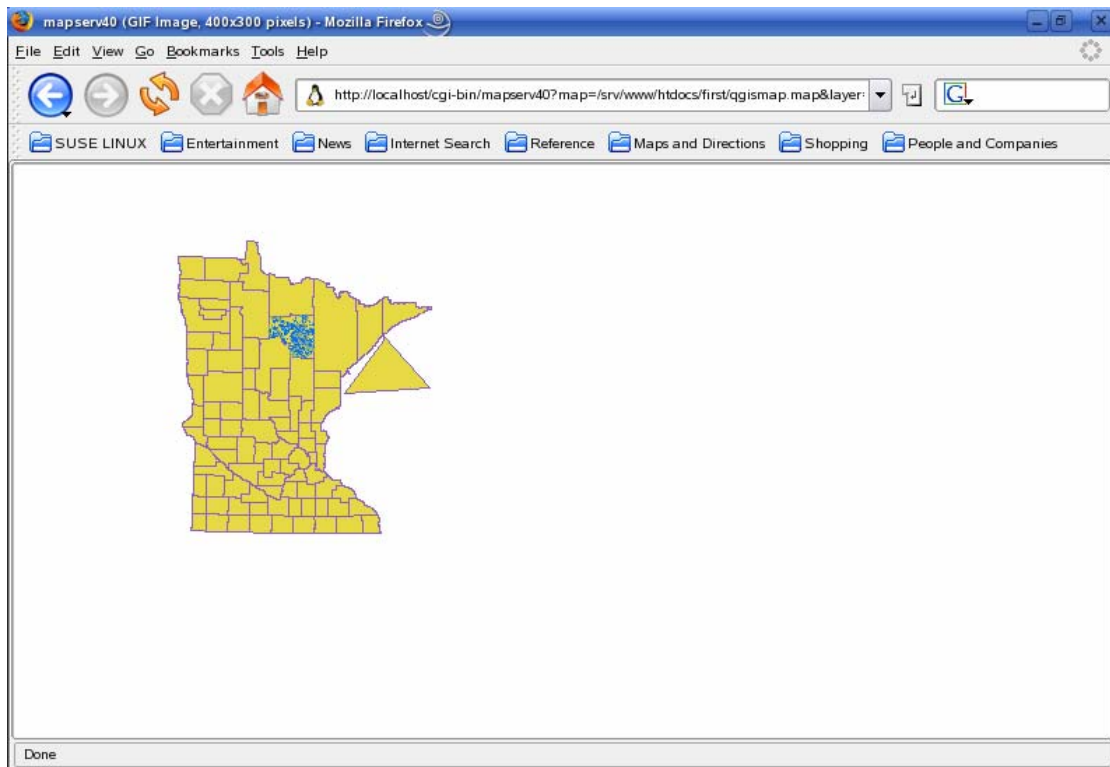 mapserv40 (GIF Image, 400x300 pixels) - Mozilla Firefox
File Edit View Go Bookmarks Tools Help
http://localhost/cgi-bin/mapserv40?map=/srv/www/htdocs/first/qgismap.map&layer:
G
SUSE LINUX Entertainment News Internet Search Reference Maps and Directions Shopping People and Companies
Done